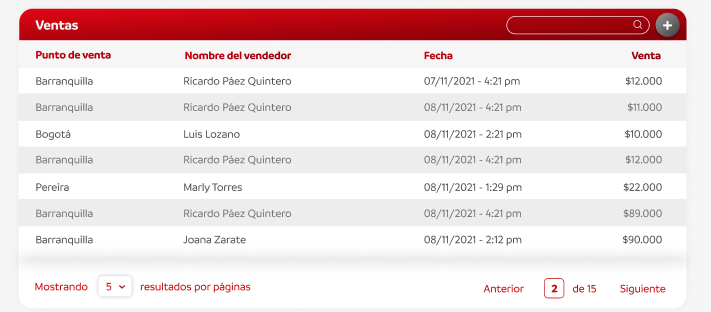 Ventas
Punto de venta Nombre del vendedor Fecha Venta
Barranquilla Ricardo Páez Quintero 07/11/2021 - 4:21 pm $12.000
Barranquilla Ricardo Páez Quintero 08/11/2021 - 4:21 pm $11.000
Bogotá Luis Lozano 08/11/2021 - 2:21 pm $10.000
Barranquilla Ricardo Páez Quintero 08/11/2021 - 4:21 pm $12.000
Pereira Marly Torres 08/11/2021 - 1:29 pm $22.000
Barranquilla Ricardo Páez Quintero 08/11/2021 - 4:21 pm $89.000
Barranquilla Joana Zarate 08/11/2021 - 2:12 pm $90.000
Mostrando 5 resultados por páginas Anterior 2 de 15 Siguiente